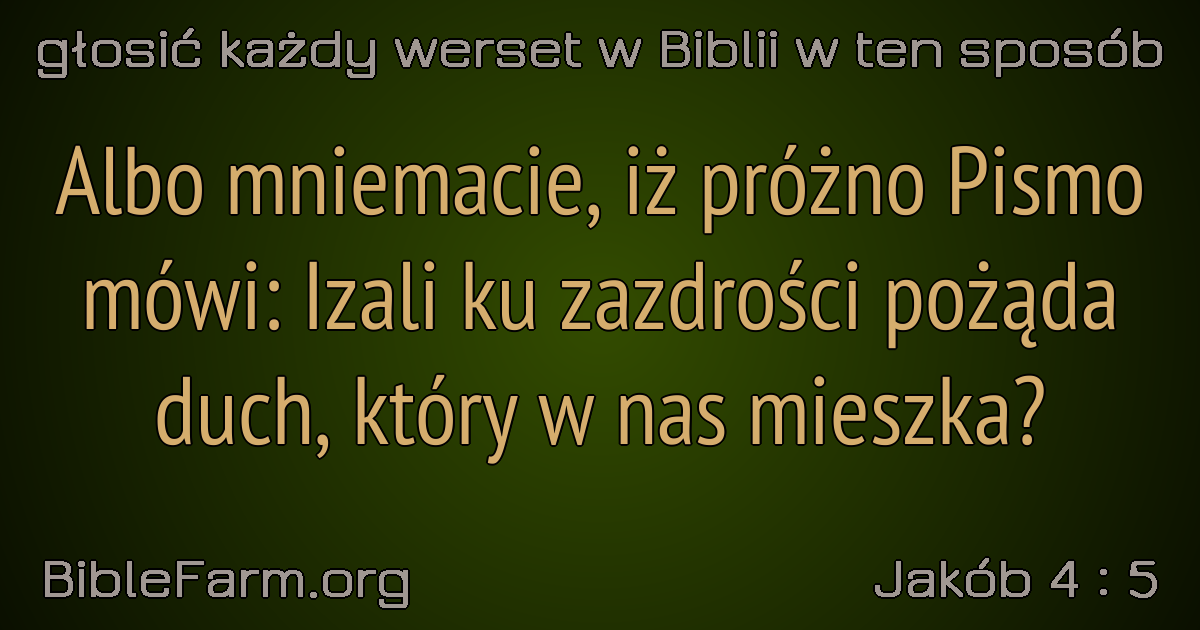 głosić każdy werset w Biblii w ten sposób
Albo mniemacie, iż próżno Pismo
mówi: Izali ku zazdrości pożąda
duch, który w nas mieszka?
BibleFarm.org
Jakób 4 : 5